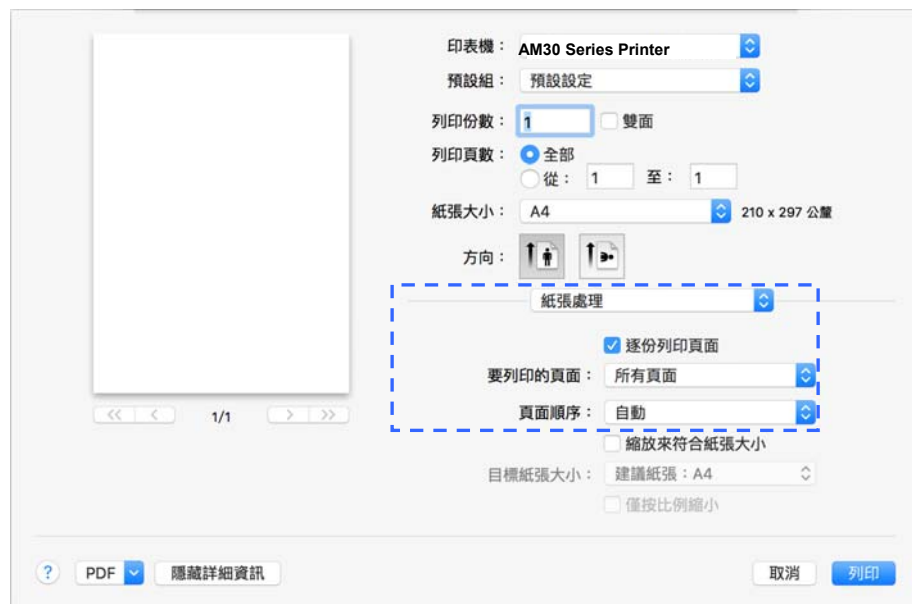 印表機： AM30 Series Printer
預設組： 預設設定
列印份數： 1 雙面
列印頁數： 全部
從： 1 至： 1
紙張大小： A4 210 x 297 公釐
方向：
紙張處理
逐份列印頁面
要列印的頁面： 所有頁面
<< < 1/1 > >>
頁面順序： 自動
縮放來符合紙張大小
目標紙張大小： 建議紙張：A4
僅按比例縮小
? PDF 隱藏詳細資訊 取消 列印